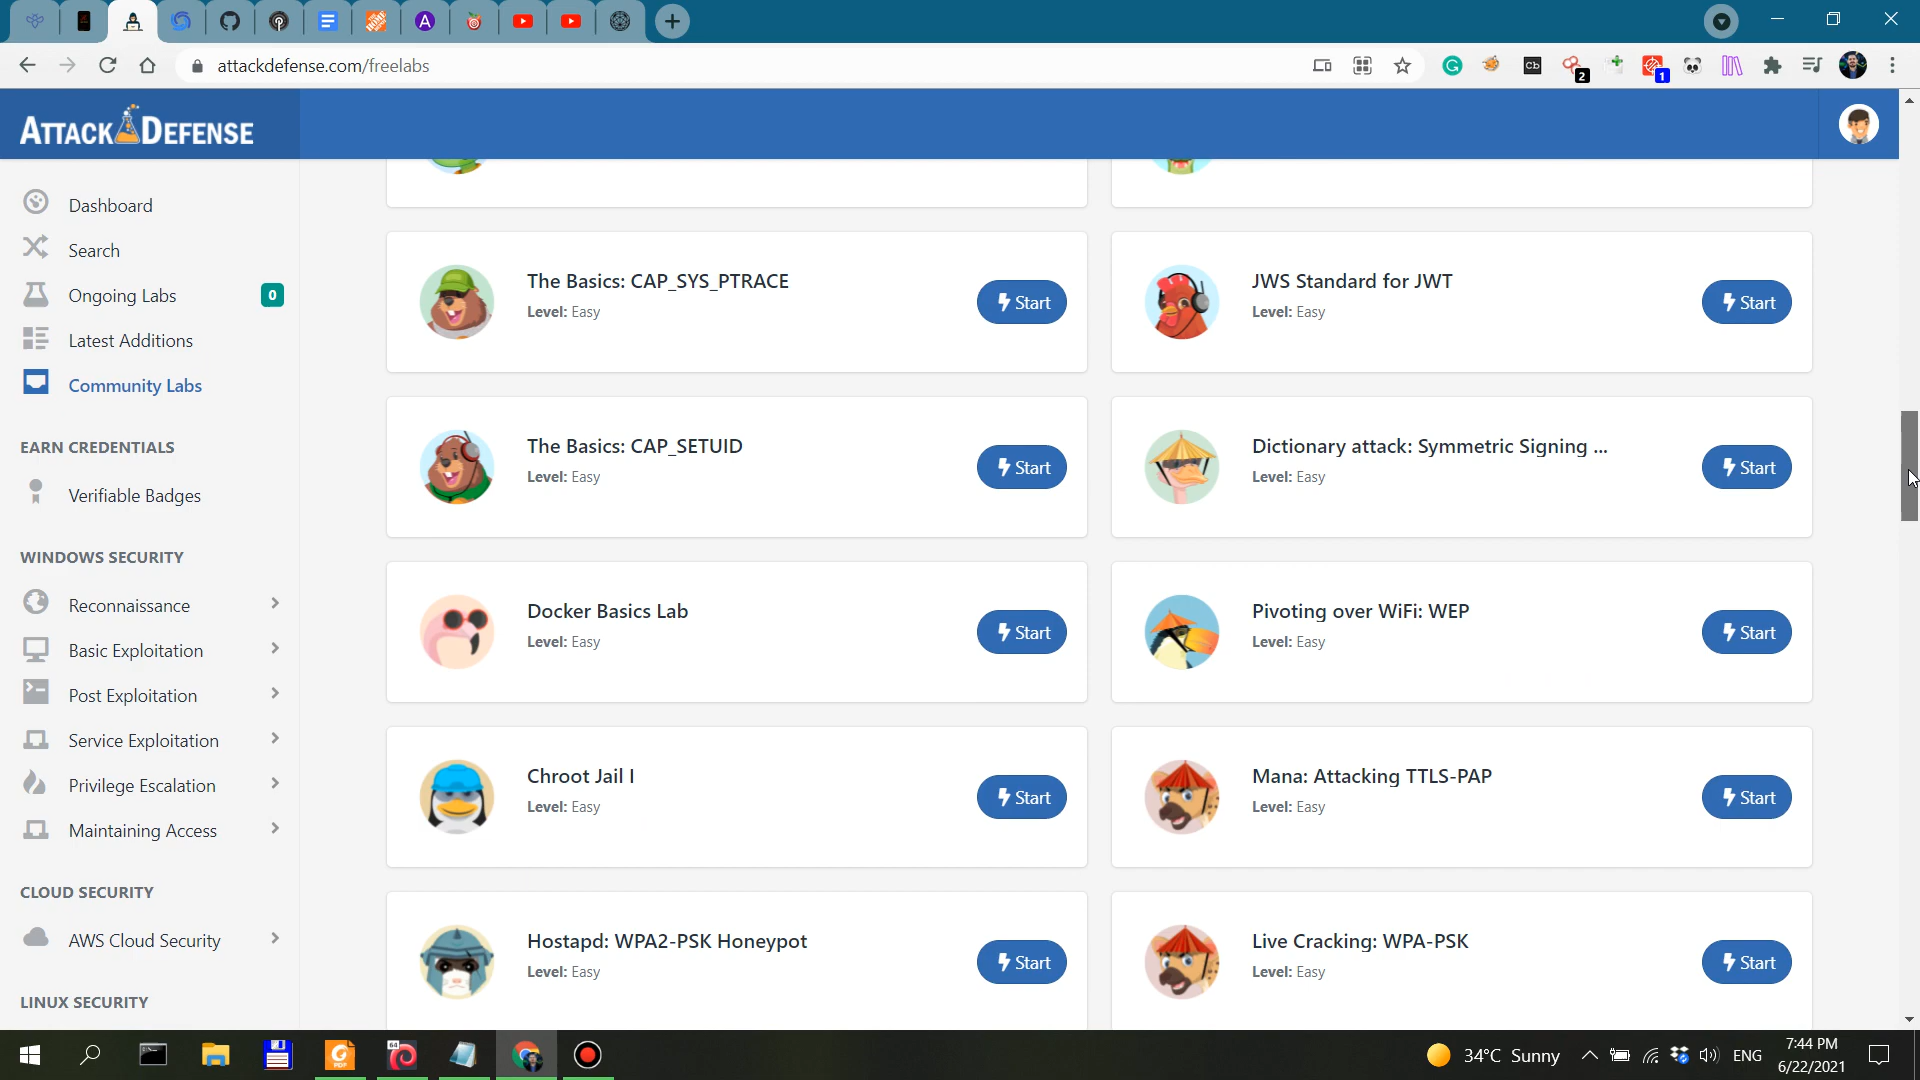 attackdefense.com/freelabs
2
1
ATTACK DEFENSE
Dashboard
Search
Ongoing Labs 0
Latest Additions
Community Labs
EARN CREDENTIALS
Verifiable Badges
WINDOWS SECURITY
Reconnaissance
Basic Exploitation
Post Exploitation
Service Exploitation
Privilege Escalation
Maintaining Access
CLOUD SECURITY
AWS Cloud Security
LINUX SECURITY
The Basics: CAP_SYS_PTRACE
Level: Easy
Start
JWS Standard for JWT
Level: Easy
Start
The Basics: CAP_SETUID
Level: Easy
Start
Dictionary attack: Symmetric Signing ...
Level: Easy
Start
Docker Basics Lab
Level: Easy
Start
Pivoting over WiFi: WEP
Level: Easy
Start
Chroot Jail I
Level: Easy
Start
Mana: Attacking TTLS-PAP
Level: Easy
Start
Hostapd: WPA2-PSK Honeypot
Level: Easy
Start
Live Cracking: WPA-PSK
Level: Easy
Start
34°C Sunny
ENG
7:44 PM
6/22/2021